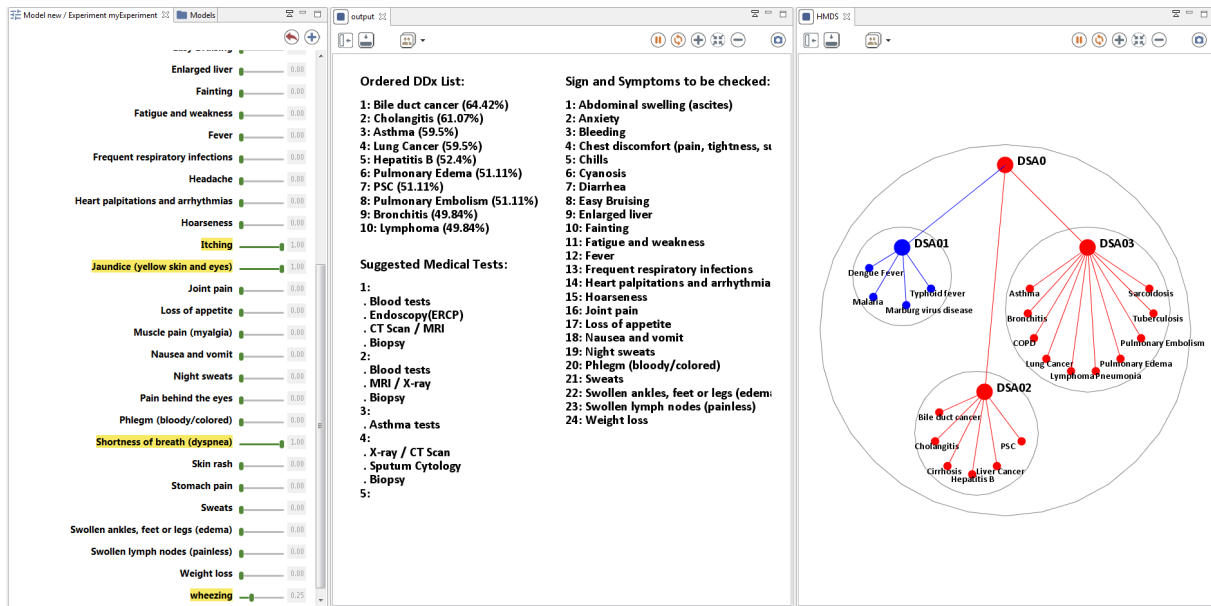 Model new / Experiment myExperiment
Models
Enlarged liver 0.00
Fainting 0.00
Fatigue and weakness 0.00
Fever 0.00
Frequent respiratory infections 0.00
Headache 0.00
Heart palpitations and arrhythmias 0.00
Hoarseness 0.00
Itching 1.00
Jaundice (yellow skin and eyes) 1.00
Joint pain 0.00
Loss of appetite 0.00
Muscle pain (myalgia) 0.00
Nausea and vomit 0.00
Night sweats 0.00
Pain behind the eyes 0.00
Phlegm (bloody/colored) 0.00
Shortness of breath (dyspnea) 1.00
Skin rash 0.00
Stomach pain 0.00
Sweats 0.00
Swollen ankles, feet or legs (edema) 0.00
Swollen lymph nodes (painless) 0.00
Weight loss 0.00
wheezing 0.25
output
Ordered DDx List:
1: Bile duct cancer (64.42%)
2: Cholangitis (61.07%)
3: Asthma (59.5%)
4: Lung Cancer (59.5%)
5: Hepatitis B (52.4%)
6: Pulmonary Edema (51.11%)
7: PSC (51.11%)
8: Pulmonary Embolism (51.11%)
9: Bronchitis (49.84%)
10: Lymphoma (49.84%)
Suggested Medical Tests:
1:
. Blood tests
. Endoscopy(ERCP)
. CT Scan / MRI
. Biopsy
2:
. Blood tests
. MRI / X-ray
. Biopsy
3:
. Asthma tests
4:
. X-ray / CT Scan
. Sputum Cytology
. Biopsy
5:
Sign and Symptoms to be checked:
1: Abdominal swelling (ascites)
2: Anxiety
3: Bleeding
4: Chest discomfort (pain, tightness,
5: Chills
6: Cyanosis
7: Diarrhea
8: Easy Bruising
9: Enlarged liver
10: Fainting
11: Fatigue and weakness
12: Fever
13: Frequent respiratory infections
14: Heart palpitations and arrhythmia
15: Hoarseness
16: Joint pain
17: Loss of appetite
18: Nausea and vomit
19: Night sweats
20: Phlegm (bloody/colored)
21: Sweats
22: Swollen ankles, feet or legs
23: Swollen lymph nodes (painless)
24: Weight loss
HMDS
DSA0
DSA01
Dengue Fever
Typhoid fever
Malaria
Marburg virus disease
DSA03
Asthma
Sarcoidosis
Bronchitis
Tuberculosis
COPD
Pulmonary Embolism
Lung Cancer
Pulmonary Edema
Lymphoma
Pneumonia
DSA02
Bile duct cancer
Cholangitis
PSC
Cirrhosis
Liver Cancer
Hepatitis B